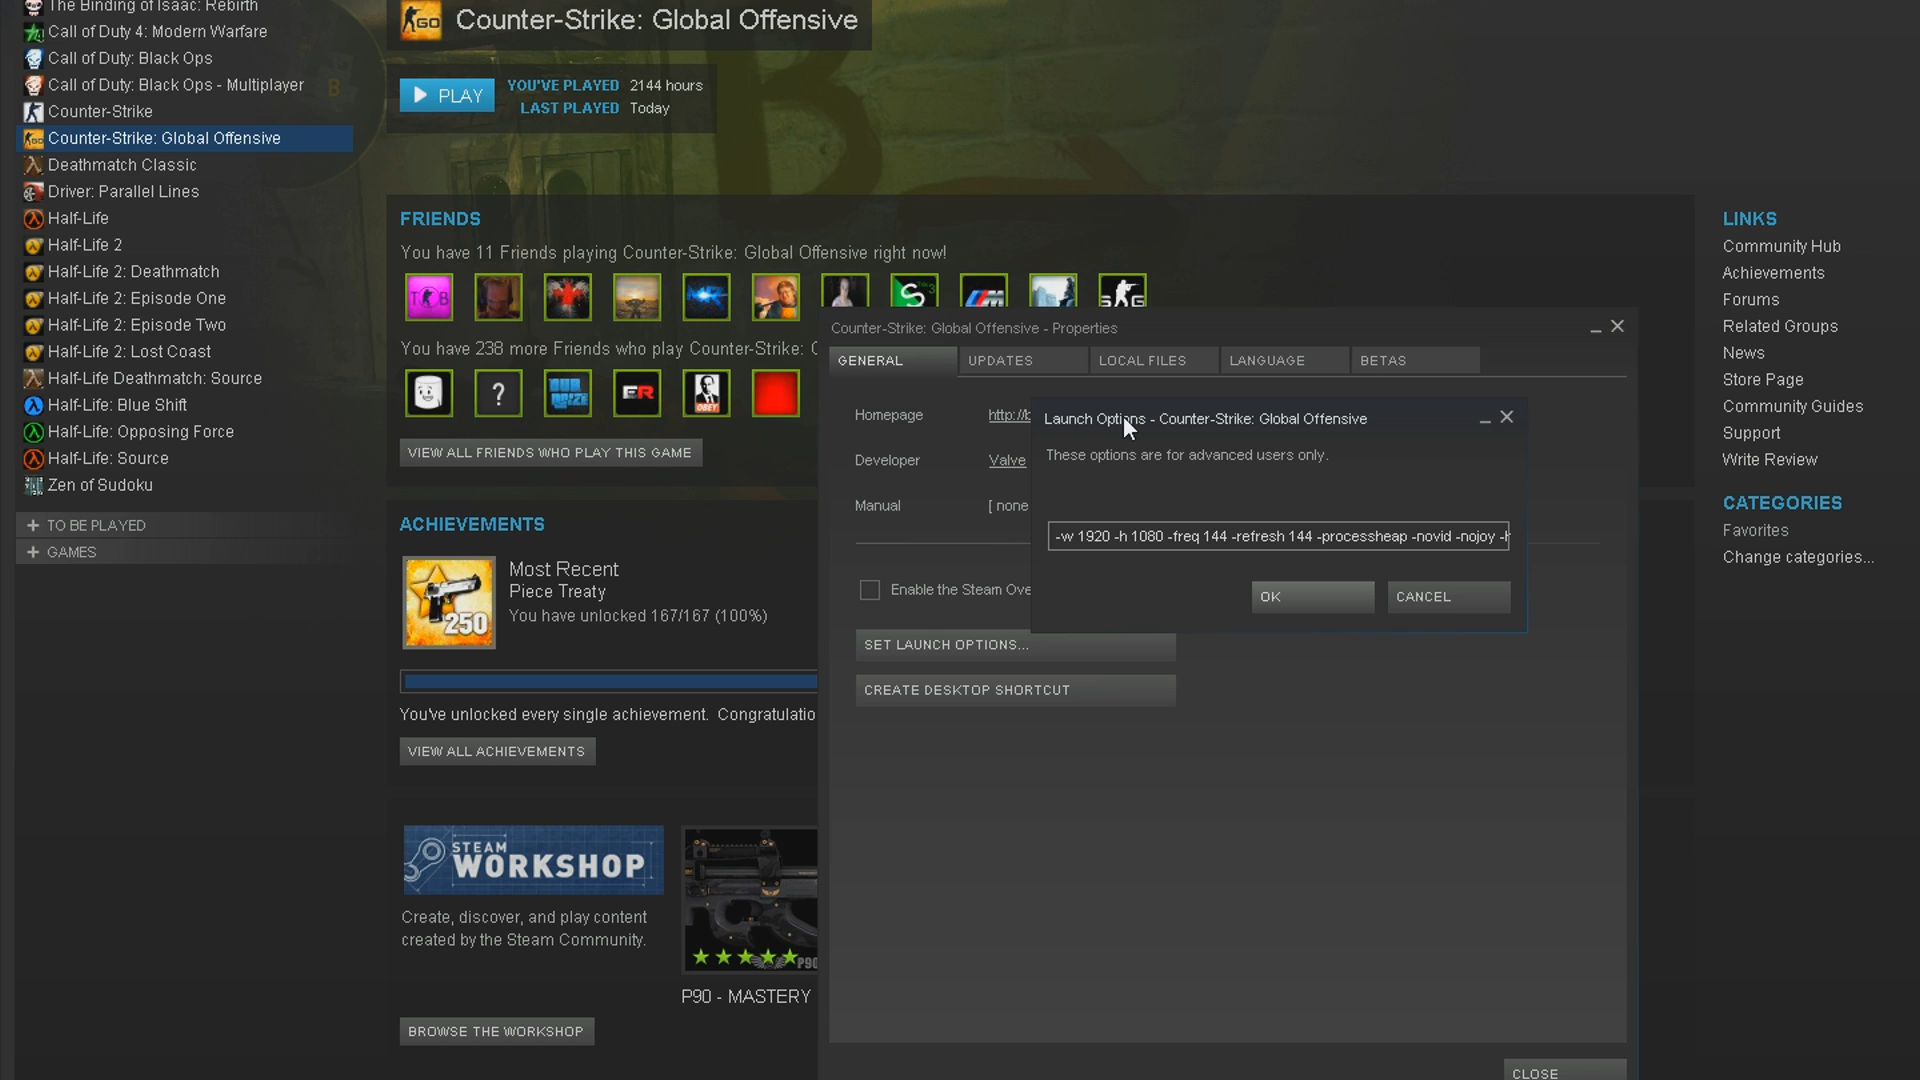 The Binding of Isaac: Rebirth
Call of Duty 4: Modern Warfare
Call of Duty: Black Ops
Call of Duty: Black Ops - Multiplayer
Counter-Strike
Counter-Strike: Global Offensive
Deathmatch Classic
Driver: Parallel Lines
Half-Life
Half-Life 2
Half-Life 2: Deathmatch
Half-Life 2: Episode One
Half-Life 2: Episode Two
Half-Life 2: Lost Coast
Half-Life Deathmatch: Source
Half-Life: Blue Shift
Half-Life: Opposing Force
Half-Life: Source
Zen of Sudoku
+ TO BE PLAYED
+ GAMES
GO Counter-Strike: Global Offensive
PLAY
YOU'VE PLAYED 2144 hours
LAST PLAYED Today
FRIENDS
You have 11 Friends playing Counter-Strike: Global Offensive right now!
You have 238 more Friends who play Counter-Strike:
?
ER
OBEY
VIEW ALL FRIENDS WHO PLAY THIS GAME
ACHIEVEMENTS
250
Most Recent
Piece Treaty
You have unlocked 167/167 (100%)
You've unlocked every single achievement. Congratulatio
VIEW ALL ACHIEVEMENTS
STEAM
WORKSHOP
Create, discover, and play content
created by the Steam Community.
P90
P90 - MASTERY
BROWSE THE WORKSHOP
Counter-Strike: Global Offensive - Properties
GENERAL
UPDATES
LOCAL FILES
LANGUAGE
BETAS
Homepage
http://b
Developer
Valve
Manual
[ none
Enable the Steam Ove
SET LAUNCH OPTIONS...
CREATE DESKTOP SHORTCUT
CLOSE
Launch Options - Counter-Strike: Global Offensive
These options are for advanced users only.
-w 1920 -h 1080 -freq 144 -refresh 144 -processheap -novid -nojoy -h
OK
CANCEL
LINKS
Community Hub
Achievements
Forums
Related Groups
News
Store Page
Community Guides
Support
Write Review
CATEGORIES
Favorites
Change categories...